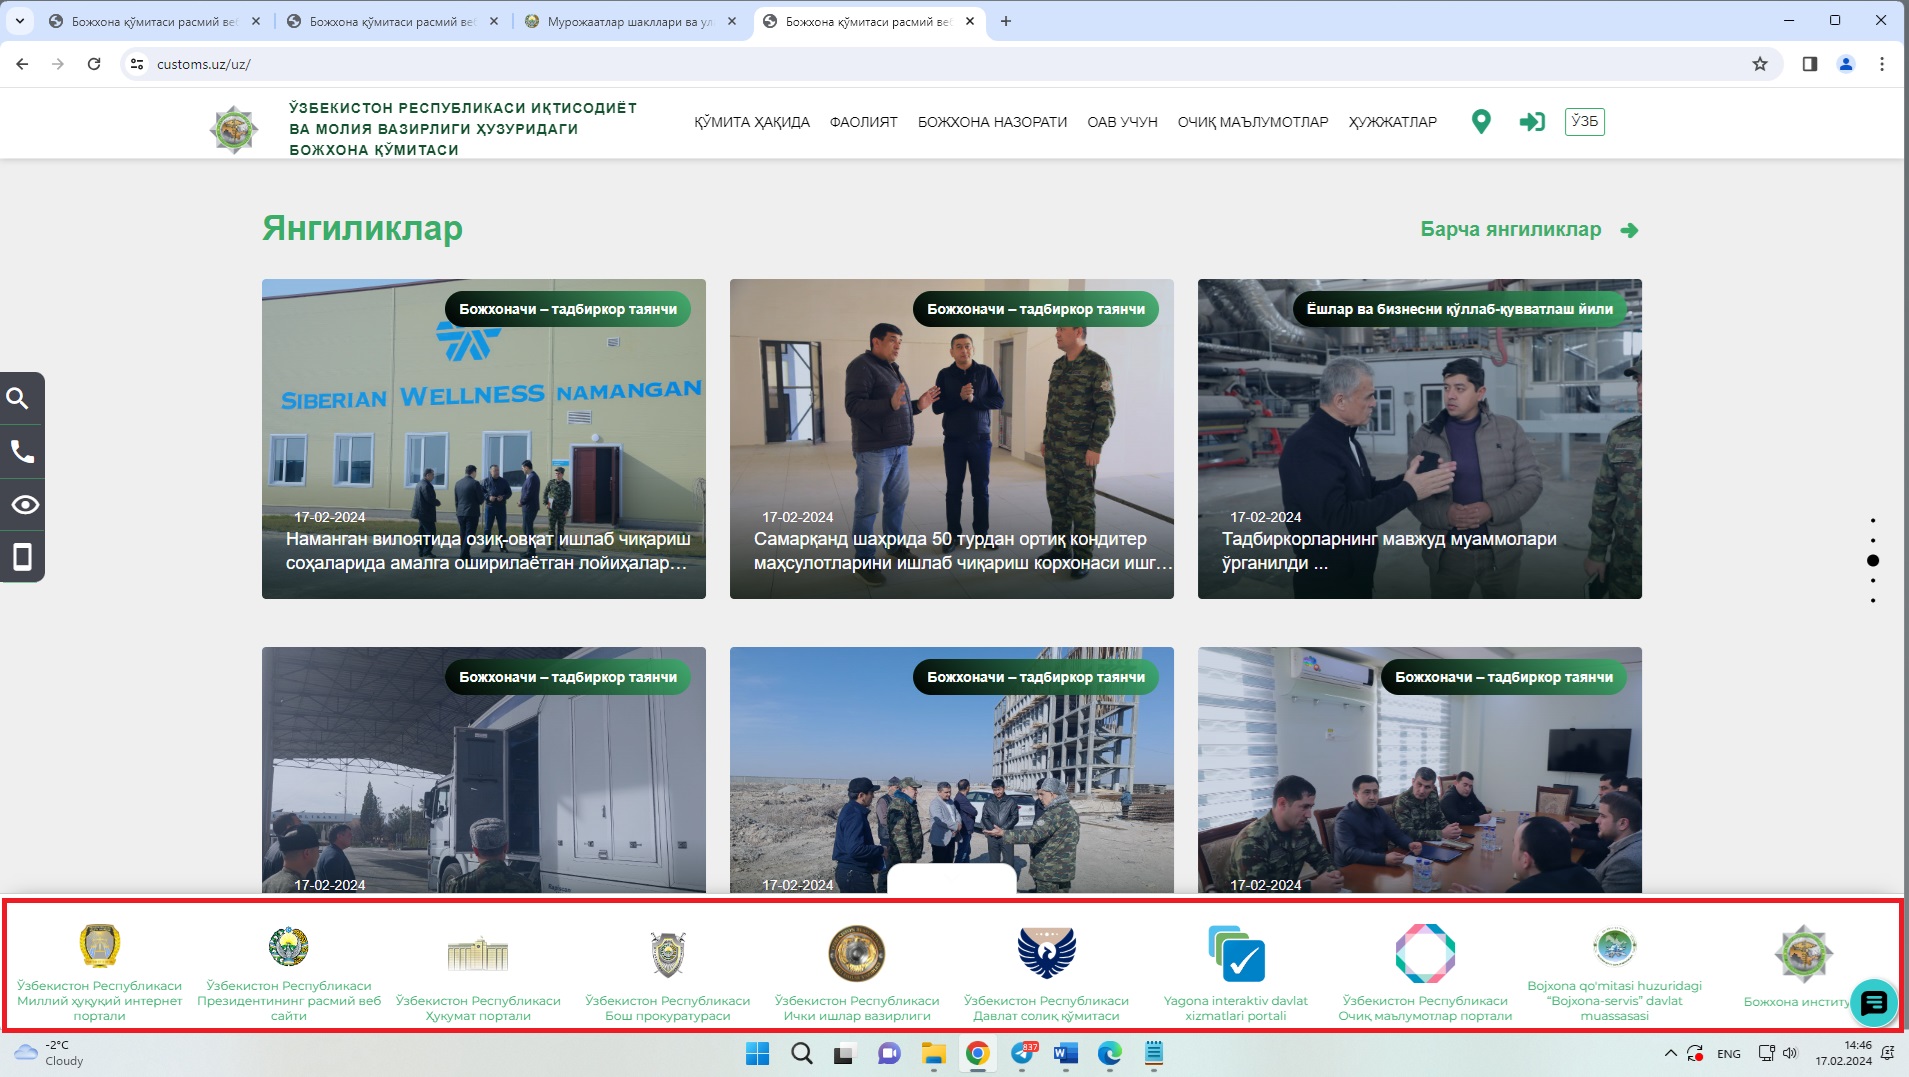 Божхона қўмитаси расмий веб
Божхона қўмитаси расмий веб
Мурожаатлар шакллари ва ул
Божхона қўмитаси расмий веб
customs.uz/uz/
ЎЗБЕКИСТОН РЕСПУБЛИКАСИ ИҚТИСОДИЁТ
ВА МОЛИЯ ВАЗИРЛИГИ ҲУЗУРИДАГИ
БОЖХОНА ҚЎМИТАСИ
ҚЎМИТА ҲАҚИДА
ФАОЛИЯТ
БОЖХОНА НАЗОРАТИ
ОАВ УЧУН
ОЧИҚ МАЪЛУМОТЛАР
ҲУЖЖАТЛАР
ЎЗБ
Янгиликлар
Барча янгиликлар
Божхоначи – тадбиркор таянчи
SIBERIAN WELLNESS NAMANGAN
17-02-2024
Наманган вилоятида озиқ-овқат ишлаб чиқариш
соҳаларида амалга оширилаётган лойиҳалар…
Божхоначи – тадбиркор таянчи
17-02-2024
Самарқанд шаҳрида 50 турдан ортиқ кондитер
маҳсулотларини ишлаб чиқариш корхонаси ишг…
Ёшлар ва бизнесни қўллаб-қувватлаш йили
17-02-2024
Тадбиркорларнинг мавжуд муаммолари
ўрганилди ...
Божхоначи – тадбиркор таянчи
17-02-2024
Божхоначи – тадбиркор таянчи
17-02-2024
Божхоначи – тадбиркор таянчи
17-02-2024
Ўзбекистон Республикаси
Миллий ҳуқуқий интернет
портали
Ўзбекистон Республикаси
Президентининг расмий веб
сайти
Ўзбекистон Республикаси
Ҳукумат портали
Ўзбекистон Республикаси
Бош прокуратураси
Ўзбекистон Республикаси
Ички ишлар вазирлиги
Ўзбекистон Республикаси
Давлат солиқ қўмитаси
Yagona interaktiv davlat
xizmatlari portali
Ўзбекистон Республикаси
Очиқ маълумотлар портали
Bojxona qo'mitasi huzuridagi
“Bojxona-servis” davlat
muassasasi
Божхона институ
-2°C
Cloudy
837
ENG
14:46
17.02.2024